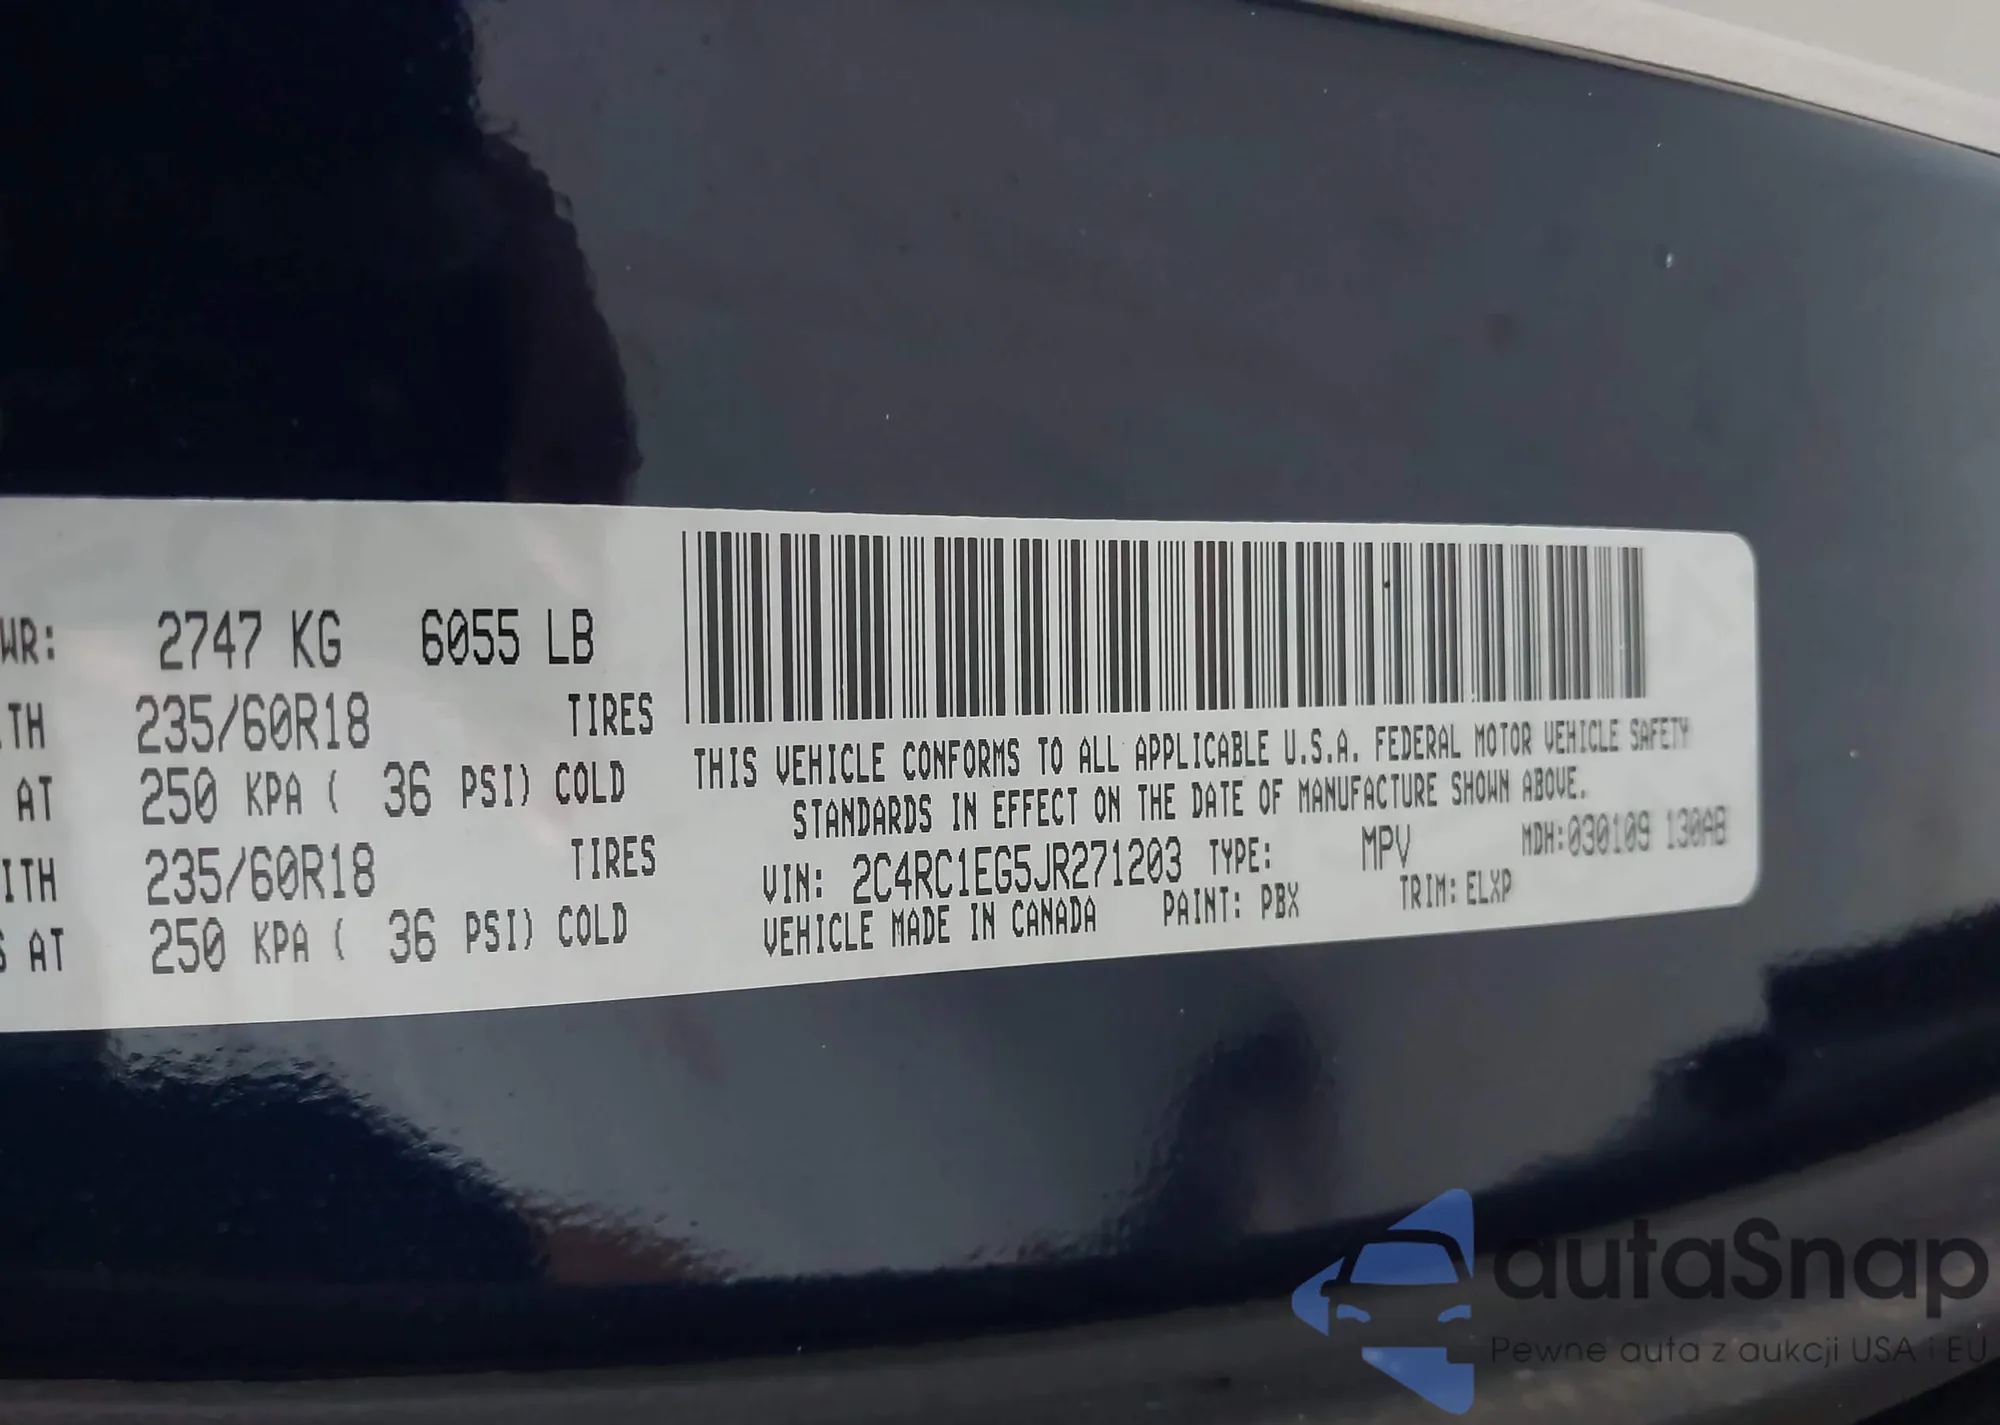 WR: 2747 KG 6055 LB
TH 235/60R18 TIRES
AT 250 KPA ( 36 PSI) COLD
ITH 235/60R18 TIRES
S AT 250 KPA ( 36 PSI) COLD
THIS VEHICLE CONFORMS TO ALL APPLICABLE U.S.A. FEDERAL MOTOR VEHICLE SAFETY
STANDARDS IN EFFECT ON THE DATE OF MANUFACTURE SHOWN ABOVE.
VIN: 2C4RC1EG5JR271203 TYPE: MPV MDH:030109 130AB
VEHICLE MADE IN CANADA PAINT: PBX TRIM: ELXP
autaSnap
Pewne auta z aukcji USA i EU